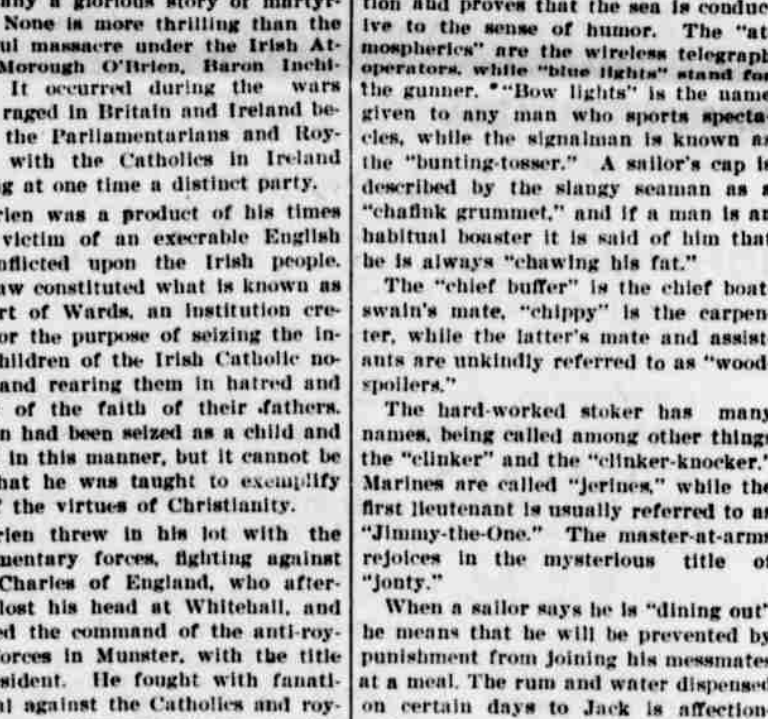 any a glorious story of martyr-
None is more thrilling than the
ul massacre under the Irish At-
Morough O'Brien, Baron Inchi-
It occurred during the wars
raged in Britain and Ireland be-
the Parliamentarians and Roy-
with the Catholics in Ireland
g at one time a distinct party.
rien was a product of his times
victim of an execrable English
nflicted upon the Irish people.
aw constituted what is known as
rt of Wards, an institution cre-
or the purpose of seizing the in-
hildren of the Irish Catholic no-
and rearing them in hatred and
of the faith of their fathers.
n had been seized as a child and
in this manner, but it cannot be
hat he was taught to exemplify
f the virtues of Christianity.
rien threw in his lot with the
mentary forces, fighting against
Charles of England, who after-
lost his head at Whitehall, and
ed the command of the anti-roy-
forces in Munster, with the title
sident. He fought with fanati-
al against the Catholics and roy-
tion and proves that the sea is conduc
ive to the sense of humor. The "at
mospherics" are the wireless telegraph
operators, while "blue lights" stand for
the gunner. "Bow lights" is the name
given to any man who sports specta-
cles, while the signalman is known as
the "bunting-tosser." A sailor's cap is
described by the slangy seaman as a
"chafink grummet," and if a man is an
habitual boaster it is said of him that
he is always "chawing his fat."
The "chief buffer" is the chief boat
swain's mate, "chippy" is the carpen
ter, while the latter's mate and assist
ants are unkindly referred to as "wood
spoilers."
The hard-worked stoker has many
names, being called among other things
the "clinker" and the "clinker-knocker."
Marines are called "jerines," while the
first lieutenant is usually referred to as
"Jimmy-the-One." The master-at-arms
rejoices in the mysterious title of
"jonty."
When a sailor says he is "dining out"
he means that he will be prevented by
punishment from joining his messmates
at a meal. The rum and water dispensed
on certain days to Jack is affection